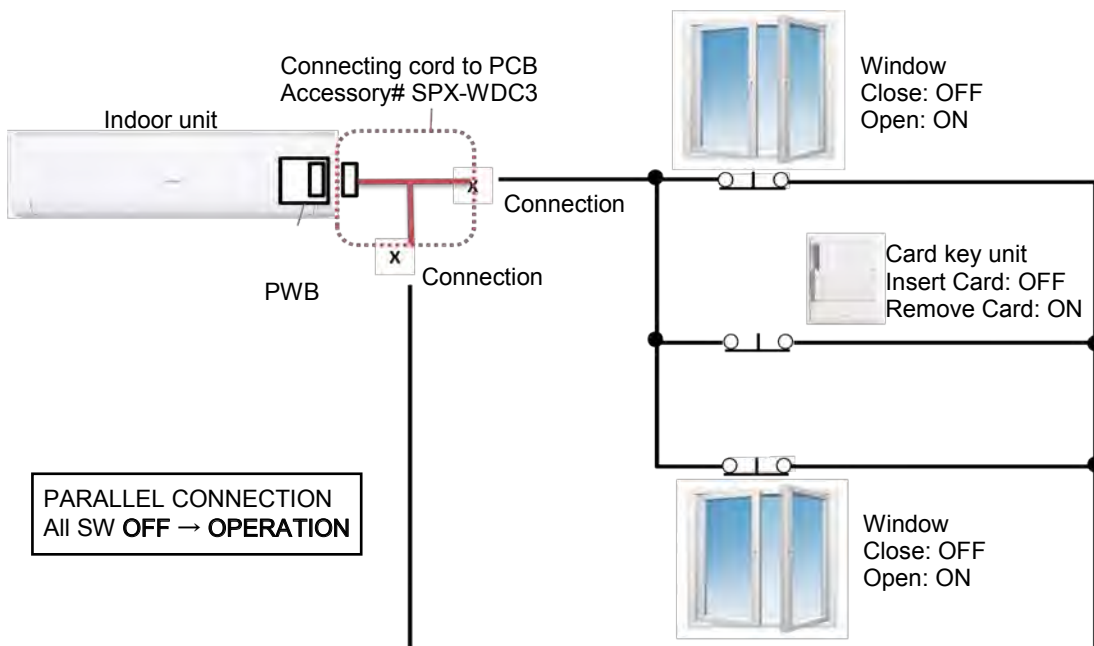 Connecting cord to PCB
Accessory# SPX-WDC3
Indoor unit
X
Connection
X
Connection
PWB
Window
Close: OFF
Open: ON
Card key unit
Insert Card: OFF
Remove Card: ON
PARALLEL CONNECTION
All SW OFF → OPERATION
Window
Close: OFF
Open: ON